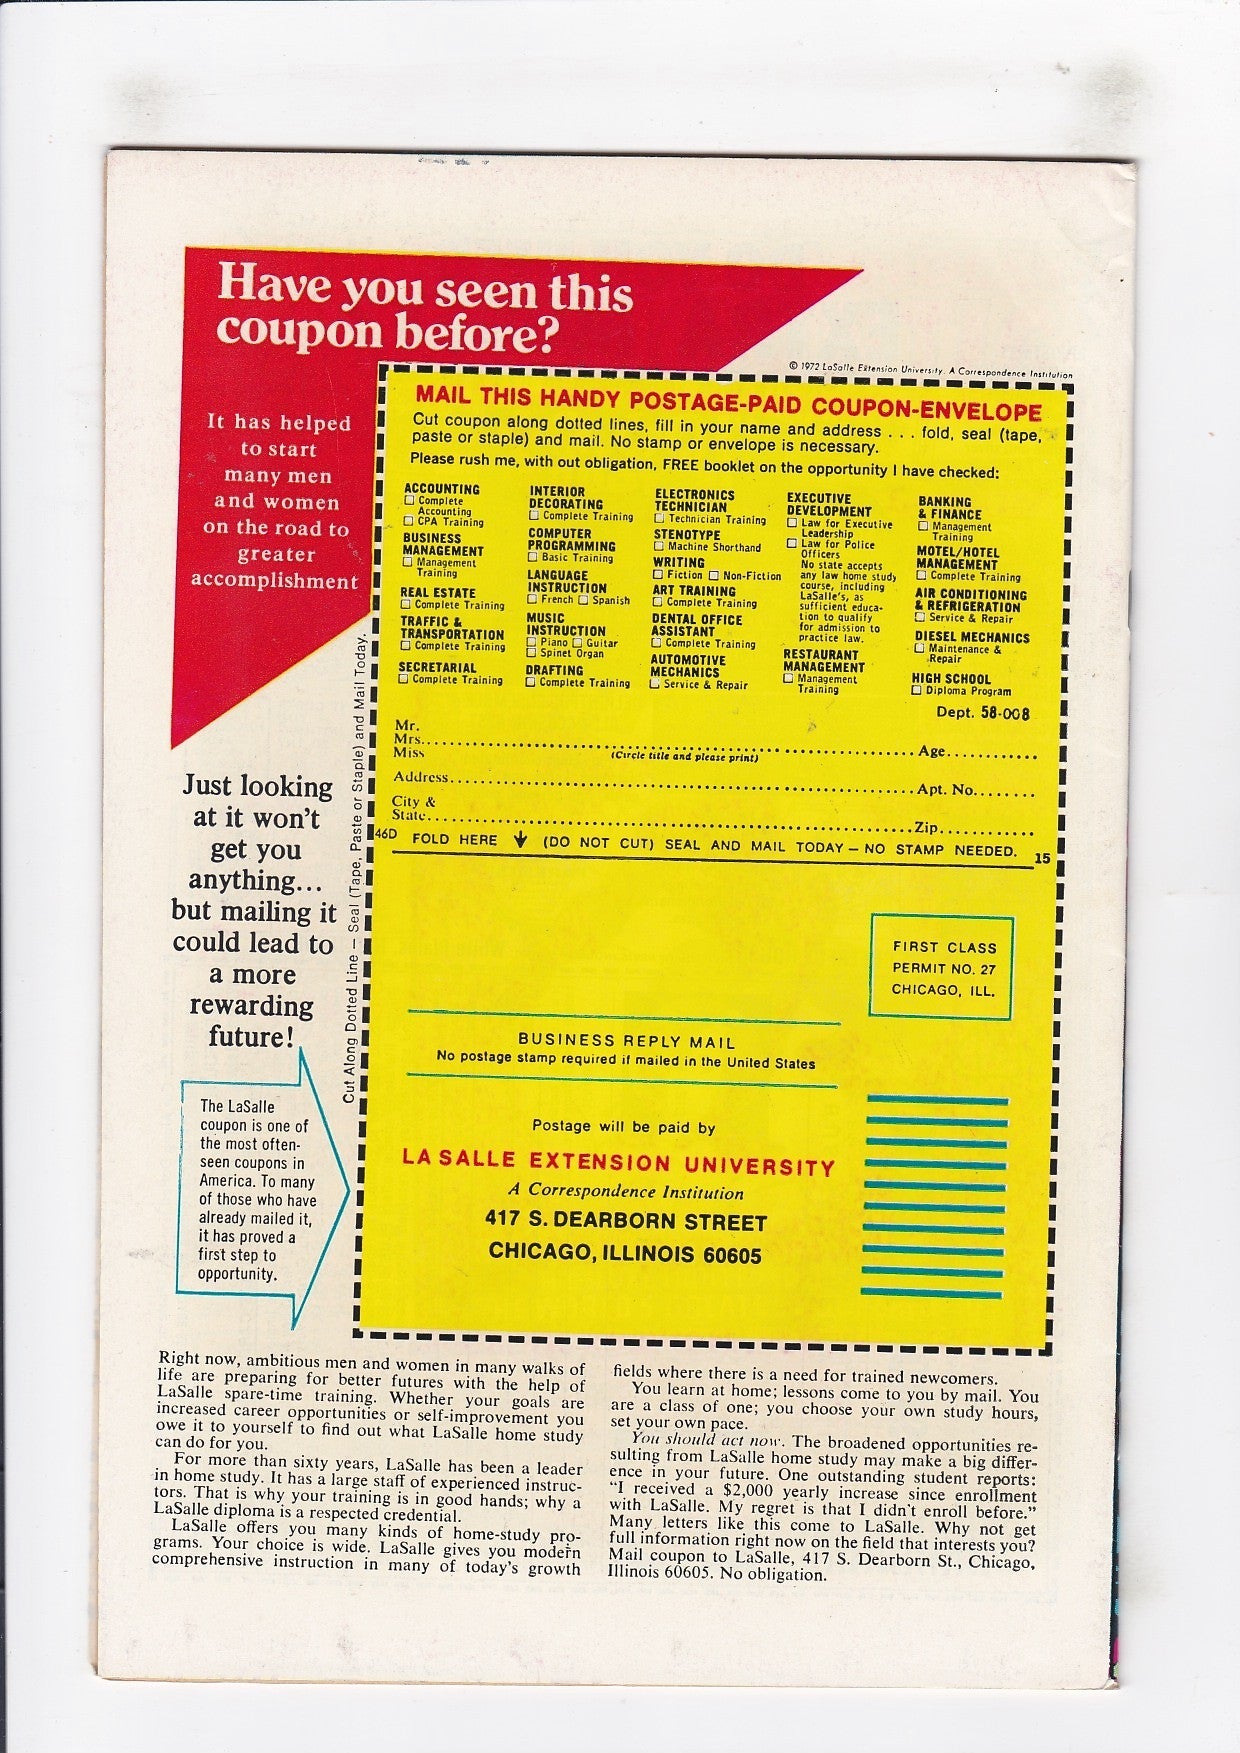 Have you seen this
coupon before?
It has helped
to start
many men
and women
on the road to
greater
accomplishment
© 1972 LaSalle Extension University. A Correspondence Institution
MAIL THIS HANDY POSTAGE-PAID COUPON-ENVELOPE
Cut coupon along dotted lines, fill in your name and address . . . fold, seal (tape,
paste or staple) and mail. No stamp or envelope is necessary.
Please rush me, with out obligation, FREE booklet on the opportunity I have checked:
ACCOUNTING
☐ Complete
Accounting
☐ CPA Training
BUSINESS
MANAGEMENT
☐ Management
Training
REAL ESTATE
☐ Complete Training
TRAFFIC &
TRANSPORTATION
☐ Complete Training
SECRETARIAL
☐ Complete Training
INTERIOR
DECORATING
☐ Complete Training
COMPUTER
PROGRAMMING
☐ Basic Training
LANGUAGE
INSTRUCTION
☐ French ☐ Spanish
MUSIC
INSTRUCTION
☐ Piano ☐ Guitar
☐ Spinet Organ
DRAFTING
☐ Complete Training
ELECTRONICS
TECHNICIAN
☐ Technician Training
STENOTYPE
☐ Machine Shorthand
WRITING
☐ Fiction ☐ Non-Fiction
ART TRAINING
☐ Complete Training
DENTAL OFFICE
ASSISTANT
☐ Complete Training
AUTOMOTIVE
MECHANICS
☐ Service & Repair
EXECUTIVE
DEVELOPMENT
☐ Law for Executive
Leadership
☐ Law for Police
Officers
No state accepts
any law home study
course, including
LaSalle's, as
sufficient educa-
tion to qualify
for admission to
practice law.
RESTAURANT
MANAGEMENT
☐ Management
Training
BANKING
& FINANCE
☐ Management
Training
MOTEL/HOTEL
MANAGEMENT
☐ Complete Training
AIR CONDITIONING
& REFRIGERATION
☐ Service & Repair
DIESEL MECHANICS
☐ Maintenance &
Repair
HIGH SCHOOL
☐ Diploma Program
Dept. 58-008
Mr.
Mrs. Age
Miss (Circle title and please print)
Address Apt. No.
City &
State Zip
46D FOLD HERE ↓ (DO NOT CUT) SEAL AND MAIL TODAY – NO STAMP NEEDED. 15
Cut Along Dotted Line — Seal (Tape, Paste or Staple) and Mail Today.
Just looking
at it won't
get you
anything...
but mailing it
could lead to
a more
rewarding
future!
FIRST CLASS
PERMIT NO. 27
CHICAGO, ILL.
BUSINESS REPLY MAIL
No postage stamp required if mailed in the United States
Postage will be paid by
LA SALLE EXTENSION UNIVERSITY
A Correspondence Institution
417 S. DEARBORN STREET
CHICAGO, ILLINOIS 60605
The LaSalle
coupon is one of
the most often-
seen coupons in
America. To many
of those who have
already mailed it,
it has proved a
first step to
opportunity.
Right now, ambitious men and women in many walks of
life are preparing for better futures with the help of
LaSalle spare-time training. Whether your goals are
increased career opportunities or self-improvement you
owe it to yourself to find out what LaSalle home study
can do for you.
For more than sixty years, LaSalle has been a leader
in home study. It has a large staff of experienced instruc-
tors. That is why your training is in good hands; why a
LaSalle diploma is a respected credential.
LaSalle offers you many kinds of home-study pro-
grams. Your choice is wide. LaSalle gives you modern
comprehensive instruction in many of today's growth
fields where there is a need for trained newcomers.
You learn at home; lessons come to you by mail. You
are a class of one; you choose your own study hours,
set your own pace.
You should act now. The broadened opportunities re-
sulting from LaSalle home study may make a big differ-
ence in your future. One outstanding student reports:
"I received a $2,000 yearly increase since enrollment
with LaSalle. My regret is that I didn't enroll before."
Many letters like this come to LaSalle. Why not get
full information right now on the field that interests you?
Mail coupon to LaSalle, 417 S. Dearborn St., Chicago,
Illinois 60605. No obligation.